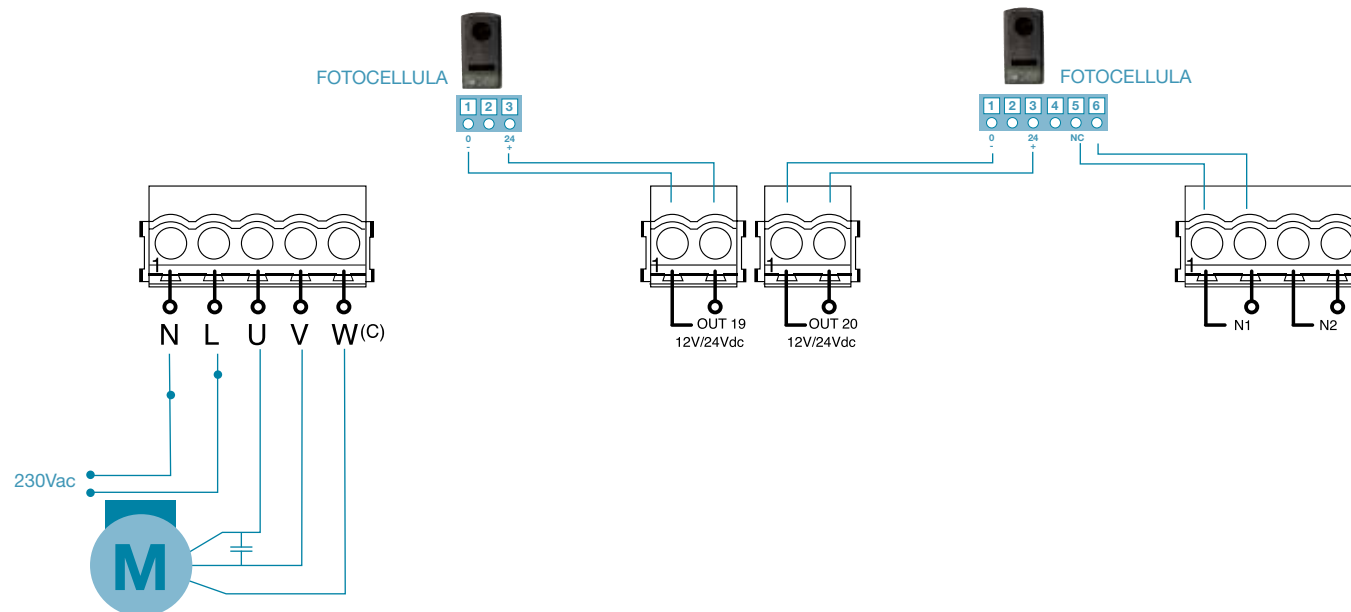 FOTOCELLULA
FOTOCELLULA
1 2 3
1 2 3 4 5 6
0 24
- +
0 24 NC
- +
1
1
1
1
N L U V W (C)
OUT 19
12V/24Vdc
OUT 20
12V/24Vdc
N1 N2
230Vac
M